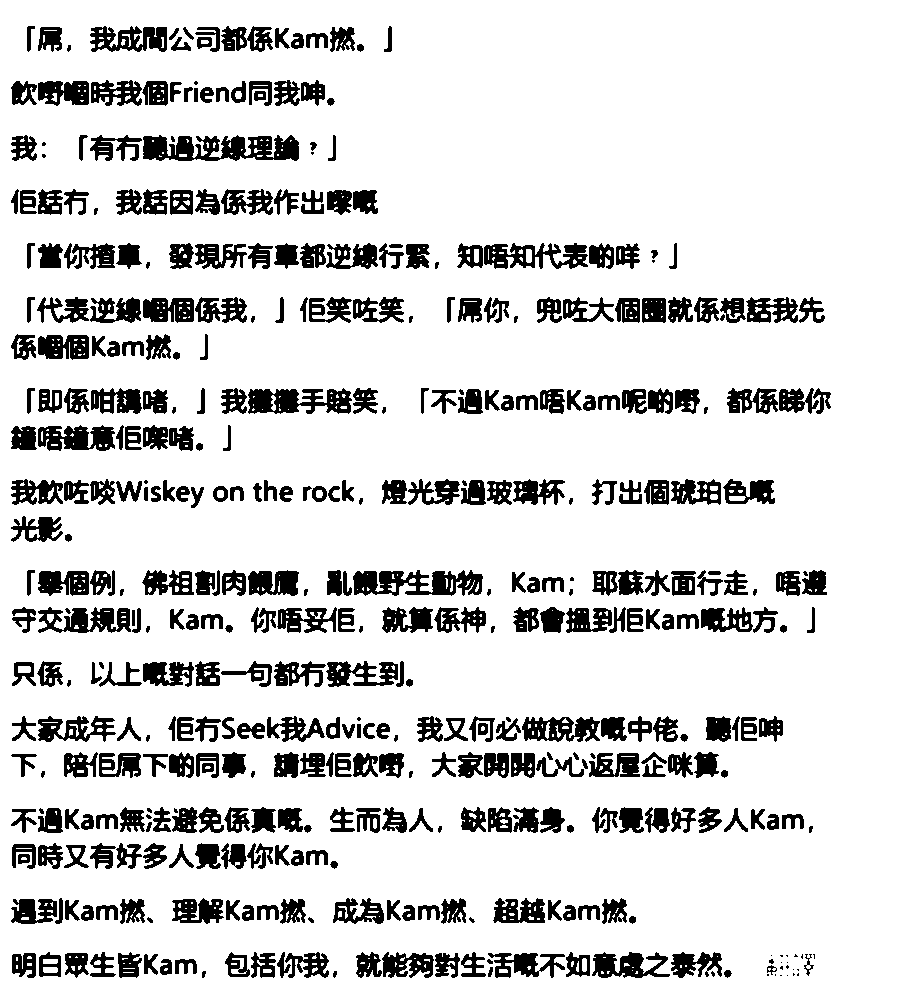 「屌，我成間公司都係Kam撚。」
飲嘢嗰時我個Friend同我呻。
我：「有冇聽過逆線理論？」
佢話冇，我話因為係我作出嚟嘅
「當你揸車，發現所有車都逆線行緊，知唔知代表啲咩？」
「代表逆線嗰個係我，」佢笑咗笑，「屌你，兜咗大個圈就係想話我先
係嗰個Kam撚。」
「即係咁講啫，」我攤攤手賠笑，「不過Kam唔Kam呢啲嘢，都係睇你
鐘唔鐘意佢㗎啫。」
我飲咗啖Wiskey on the rock，燈光穿過玻璃杯，打出個琥珀色嘅
光影。
「舉個例，佛祖割肉餵鷹，亂餵野生動物，Kam；耶蘇水面行走，唔遵
守交通規則，Kam。你唔妥佢，就算係神，都會搵到佢Kam嘅地方。」
只係，以上嘅對話一句都冇發生到。
大家成年人，佢冇Seek我Advice，我又何必做說教嘅中佬。聽佢呻
下，陪佢屌下啲同事，請埋佢飲嘢，大家開開心心返屋企咪算。
不過Kam無法避免係真嘅。生而為人，缺陷滿身。你覺得好多人Kam，
同時又有好多人覺得你Kam。
遇到Kam撚、理解Kam撚、成為Kam撚、超越Kam撚。
明白眾生皆Kam，包括你我，就能夠對生活嘅不如意處之泰然。 翻譯